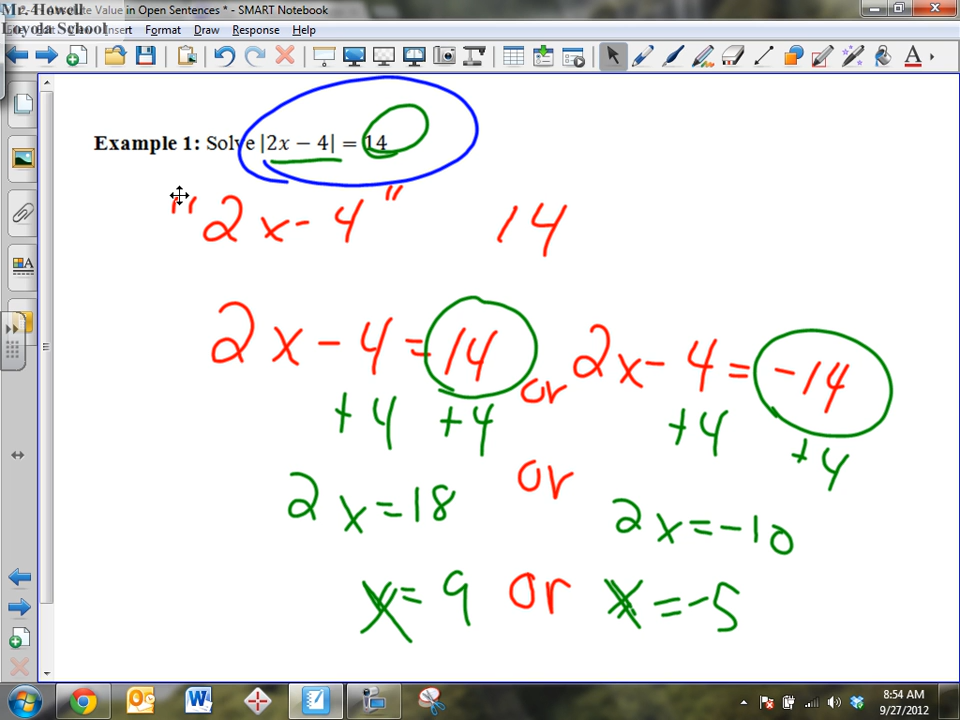 Mr. Howell
Loyola School
Absolute Value in Open Sentences * - SMART Notebook
Insert Format Draw Response Help
Example 1: Solve |2x − 4| = 14
"2x-4" 14
2x-4=14 or 2x-4=-14
+4 +4 +4 +4
2x=18 or 2x=-10
x=9 or x=-5
8:54 AM
9/27/2012